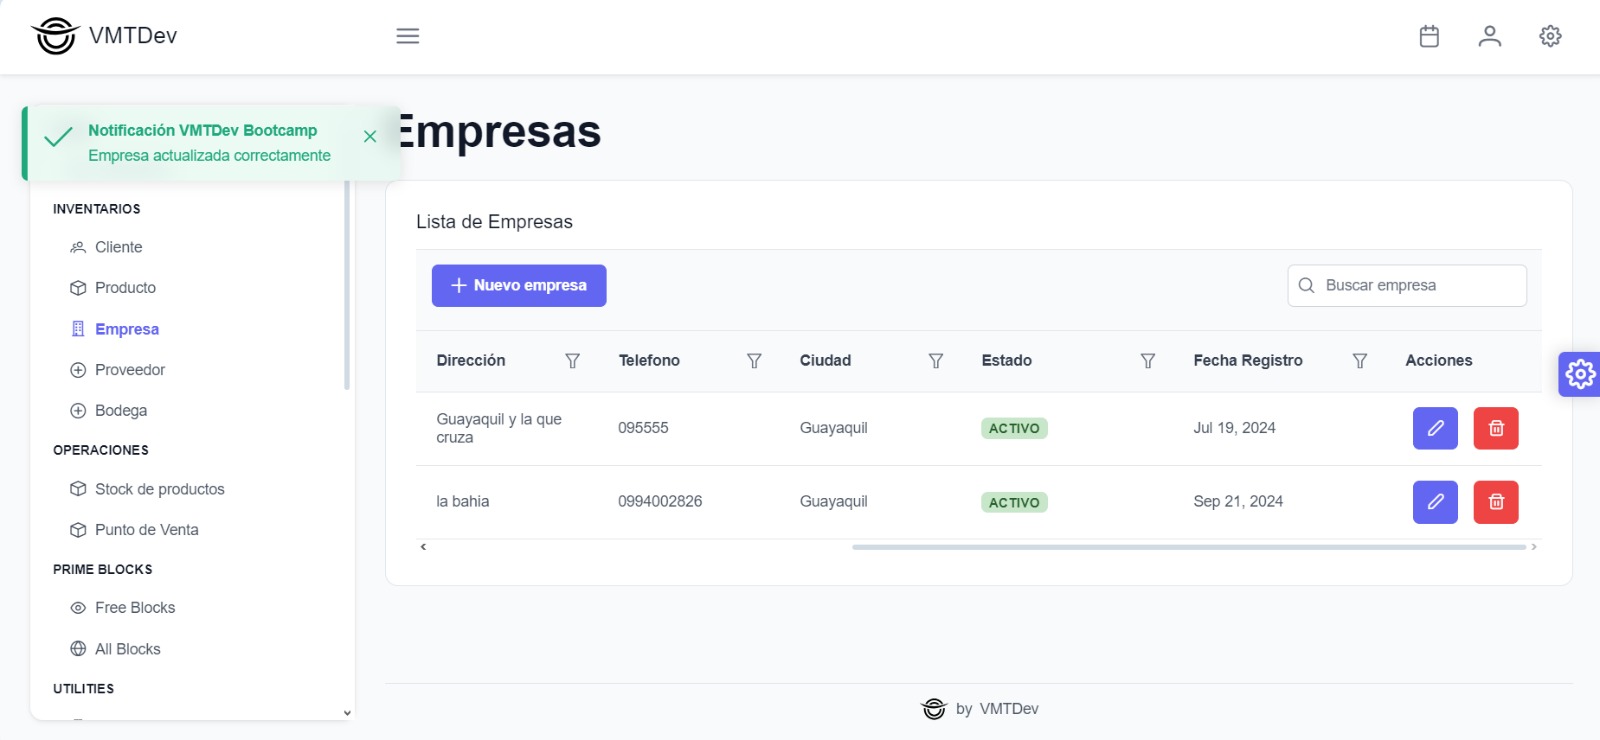 VMTDev
Notificación VMTDev Bootcamp
Empresa actualizada correctamente
Empresas
INVENTARIOS
Cliente
Producto
Empresa
Proveedor
Bodega
OPERACIONES
Stock de productos
Punto de Venta
PRIME BLOCKS
Free Blocks
All Blocks
UTILITIES
Lista de Empresas
Nuevo empresa
Buscar empresa
Dirección Telefono Ciudad Estado Fecha Registro Acciones
Guayaquil y la que
cruza
095555 Guayaquil ACTIVO Jul 19, 2024
la bahia 0994002826 Guayaquil ACTIVO Sep 21, 2024
by VMTDev